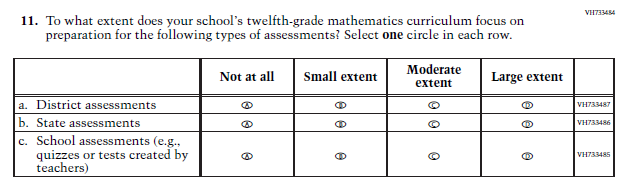 VH733484
11. To what extent does your school's twelfth-grade mathematics curriculum focus on
preparation for the following types of assessments? Select one circle in each row.
Not at all Small extent Moderate extent Large extent
a. District assessments Ⓐ Ⓑ Ⓒ Ⓓ VH733487
b. State assessments Ⓐ Ⓑ Ⓒ Ⓓ VH733486
c. School assessments (e.g.,
quizzes or tests created by Ⓐ Ⓑ Ⓒ Ⓓ VH733485
teachers)